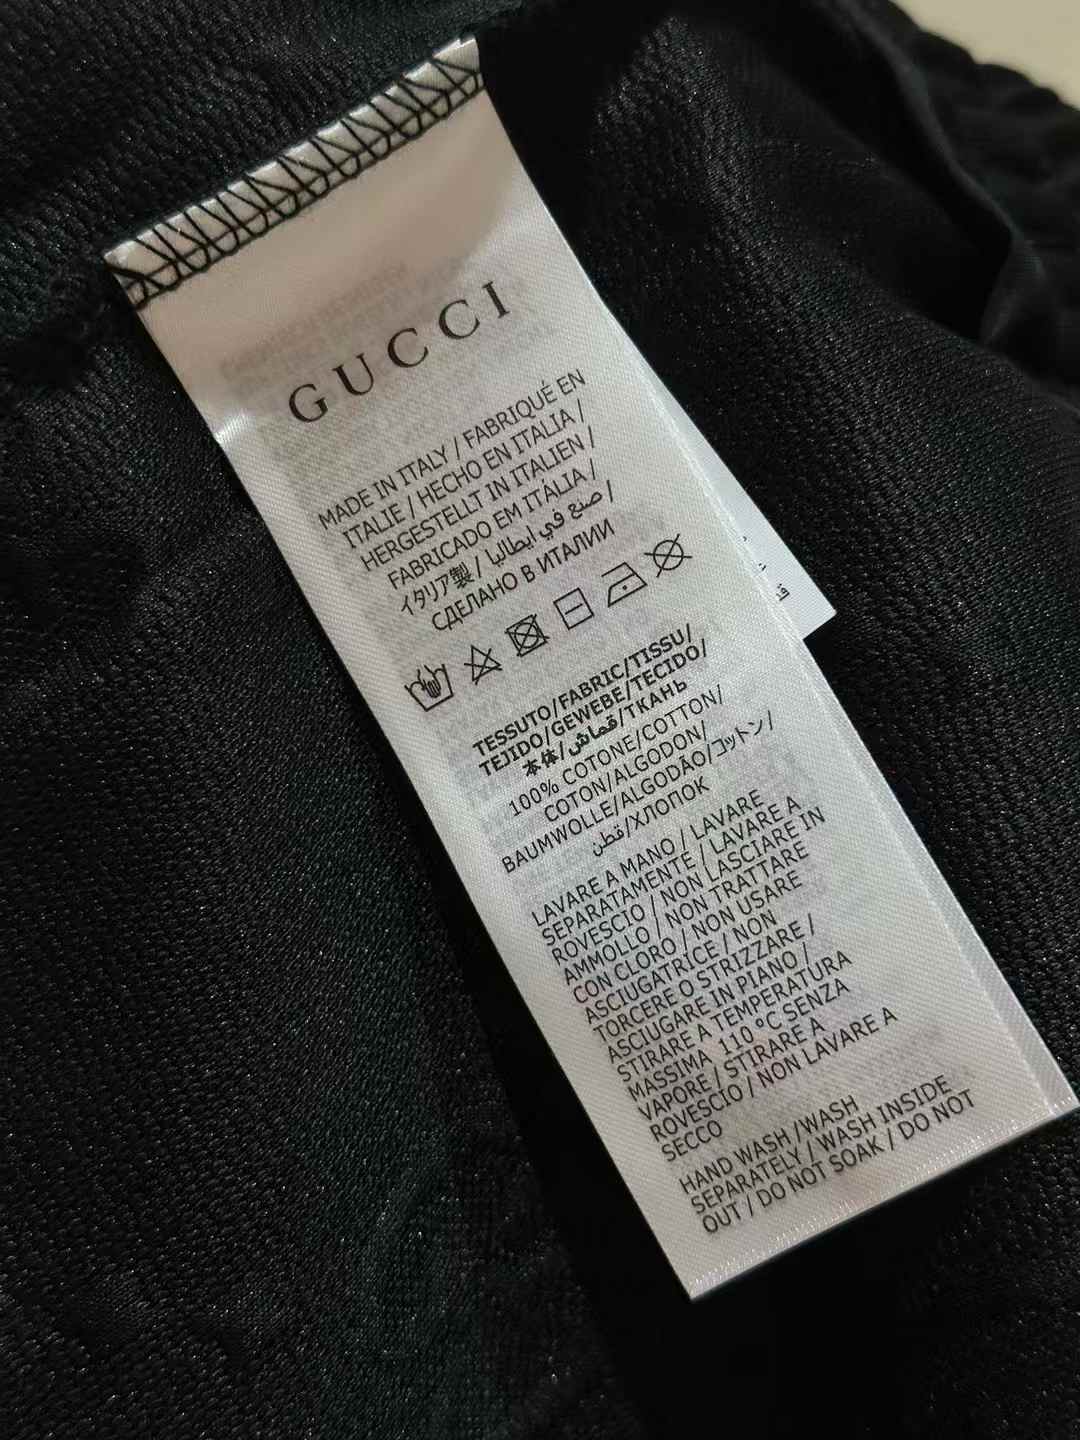 GUCCI
MADE IN ITALY / FABRIQUÉ EN
ITALIE / HECHO EN ITALIA /
HERGESTELLT IN ITALIEN /
FABRICADO EM ITALIA /
イタリア製 / صنع في ايطاليا /
СДЕЛАНО В ИТАЛИИ
TESSUTO/FABRIC/TISSU/
TEJIDO/GEWEBE/TECIDO/
本体/قماش/ТКАНЬ
100% COTONE/COTTON/
COTON/ALGODON/
BAUMWOLLE/ALGODÃO/コットン/
قطن/ХЛОПОК
LAVARE A MANO / LAVARE
SEPARATAMENTE / LAVARE A
ROVESCIO / NON LASCIARE IN
AMMOLLO / NON TRATTARE
CON CLORO / NON USARE
ASCIUGATRICE / NON
TORCERE O STRIZZARE /
ASCIUGARE IN PIANO /
STIRARE A TEMPERATURA
MASSIMA 110 °C SENZA
VAPORE / STIRARE A
ROVESCIO / NON LAVARE A
SECCO
HAND WASH /WASH
SEPARATELY / WASH INSIDE
OUT / DO NOT SOAK / DO NOT